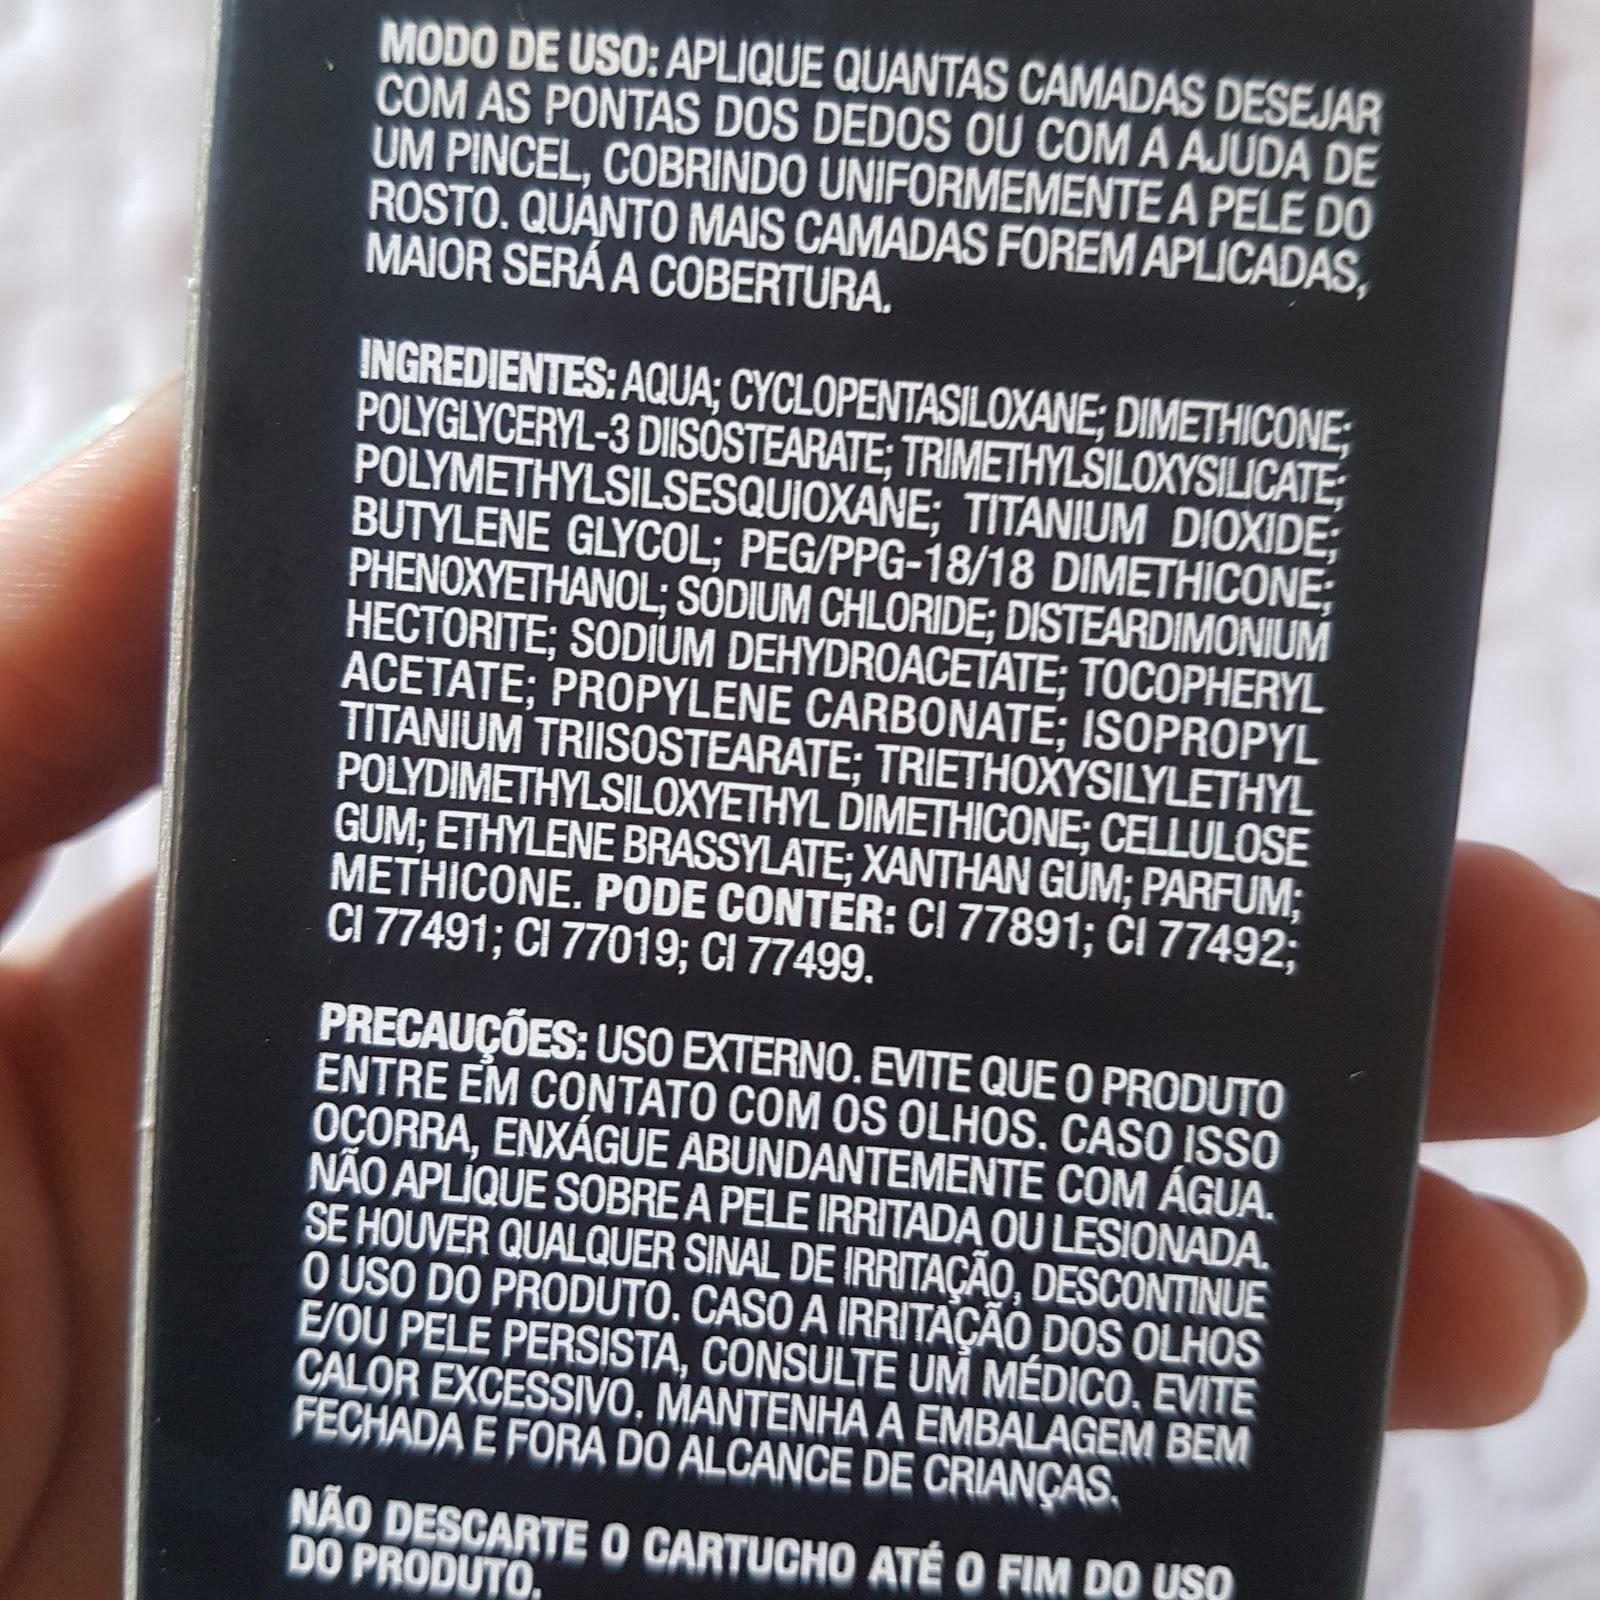 MODO DE USO: APLIQUE QUANTAS CAMADAS DESEJAR
COM AS PONTAS DOS DEDOS OU COM A AJUDA DE
UM PINCEL, COBRINDO UNIFORMEMENTE A PELE DO
ROSTO. QUANTO MAIS CAMADAS FOREM APLICADAS,
MAIOR SERÁ A COBERTURA.
INGREDIENTES: AQUA; CYCLOPENTASILOXANE; DIMETHICONE;
POLYGLYCERYL-3 DIISOSTEARATE; TRIMETHYLSILOXYSILICATE;
POLYMETHYLSILSESQUIOXANE; TITANIUM DIOXIDE;
BUTYLENE GLYCOL; PEG/PPG-18/18 DIMETHICONE;
PHENOXYETHANOL; SODIUM CHLORIDE; DISTEARDIMONIUM
HECTORITE; SODIUM DEHYDROACETATE; TOCOPHERYL
ACETATE; PROPYLENE CARBONATE; ISOPROPYL
TITANIUM TRIISOSTEARATE; TRIETHOXYSILYLETHYL
POLYDIMETHYLSILOXYETHYL DIMETHICONE; CELLULOSE
GUM; ETHYLENE BRASSYLATE; XANTHAN GUM; PARFUM;
METHICONE. PODE CONTER: CI 77891; CI 77492;
CI 77491; CI 77019; CI 77499.
PRECAUÇÕES: USO EXTERNO. EVITE QUE O PRODUTO
ENTRE EM CONTATO COM OS OLHOS. CASO ISSO
OCORRA, ENXÁGUE ABUNDANTEMENTE COM ÁGUA.
NÃO APLIQUE SOBRE A PELE IRRITADA OU LESIONADA.
SE HOUVER QUALQUER SINAL DE IRRITAÇÃO, DESCONTINUE
O USO DO PRODUTO. CASO A IRRITAÇÃO DOS OLHOS
E/OU PELE PERSISTA, CONSULTE UM MÉDICO. EVITE
CALOR EXCESSIVO. MANTENHA A EMBALAGEM BEM
FECHADA E FORA DO ALCANCE DE CRIANÇAS.
NÃO DESCARTE O CARTUCHO ATÉ O FIM DO USO
DO PRODUTO.